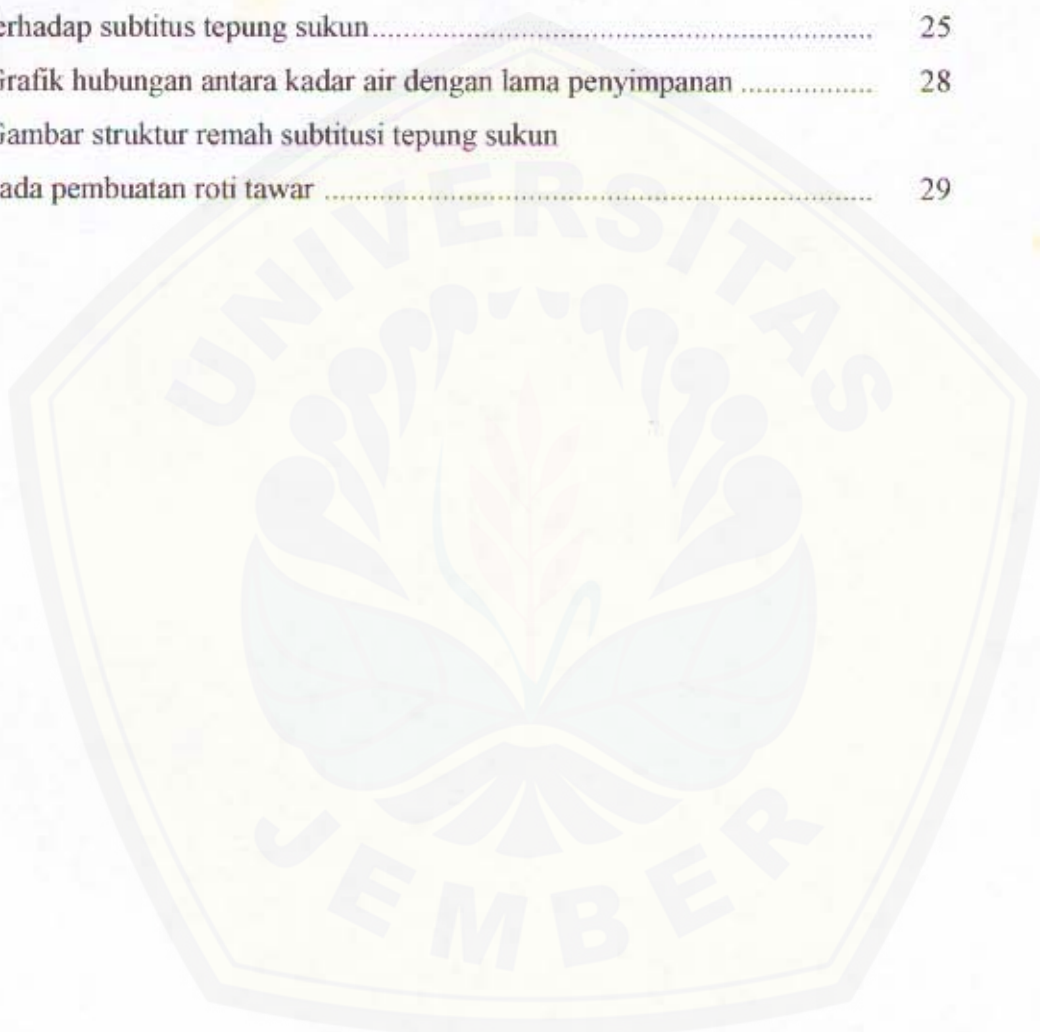 erhadap subtitus tepung sukun.................................................................. 25
Grafik hubungan antara kadar air dengan lama penyimpanan ................. 28
Gambar struktur remah subtitusi tepung sukun
ada pembuatan roti tawar ........................................................................ 29
UNIVERSITAS
JEMBER